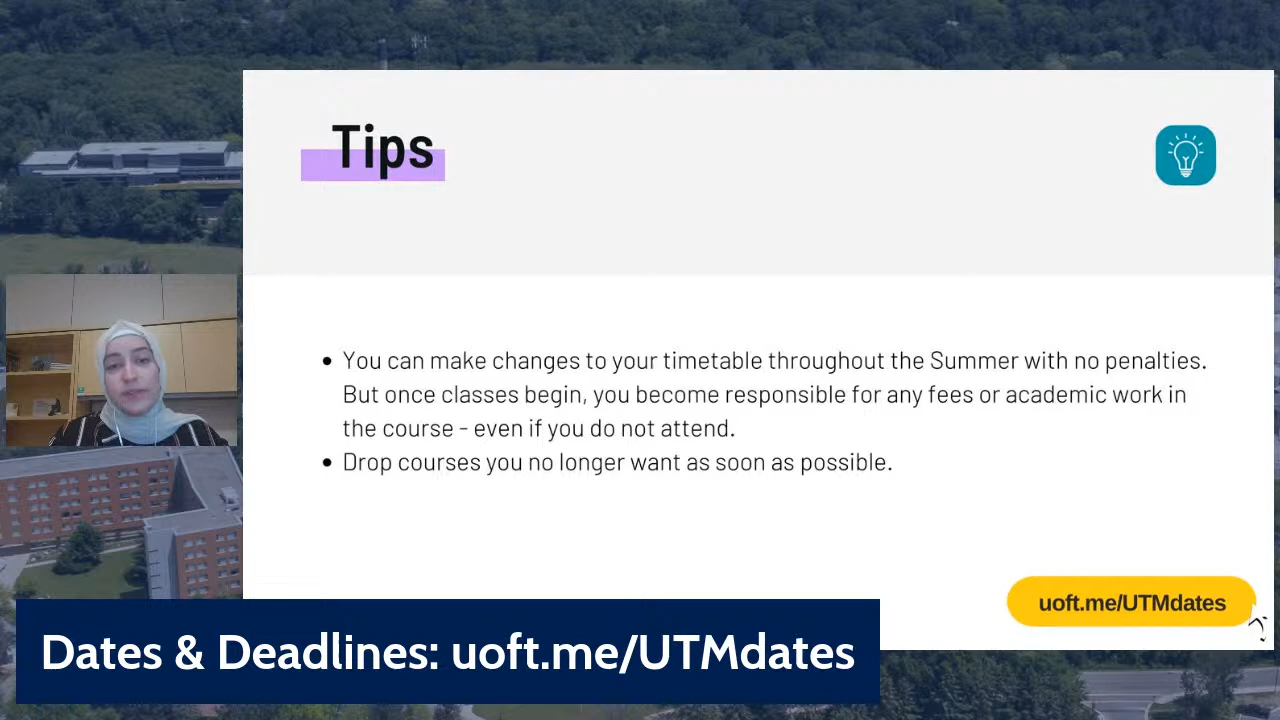 Tips
• You can make changes to your timetable throughout the Summer with no penalties.
But once classes begin, you become responsible for any fees or academic work in
the course - even if you do not attend.
• Drop courses you no longer want as soon as possible.
uoft.me/UTMdates
Dates & Deadlines: uoft.me/UTMdates